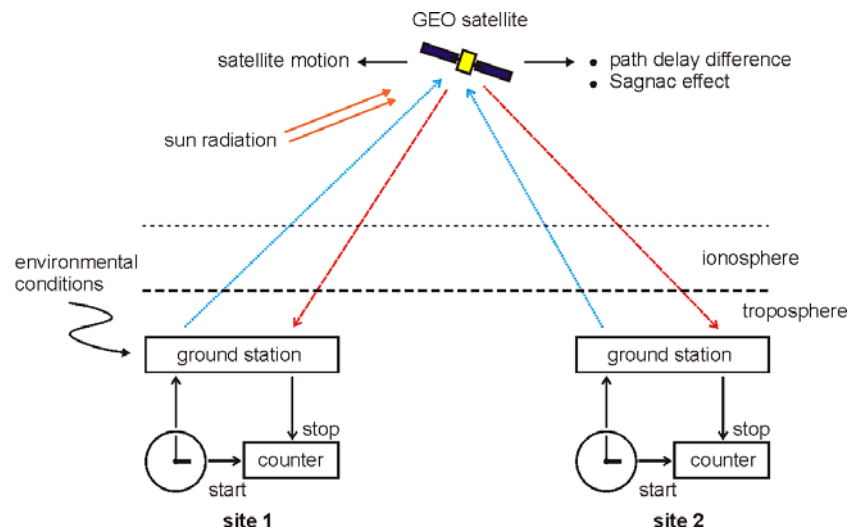 GEO satellite
satellite motion
• path delay difference
• Sagnac effect
sun radiation
environmental
conditions
ionosphere
troposphere
ground station
ground station
stop
stop
counter
counter
start
start
site 1
site 2